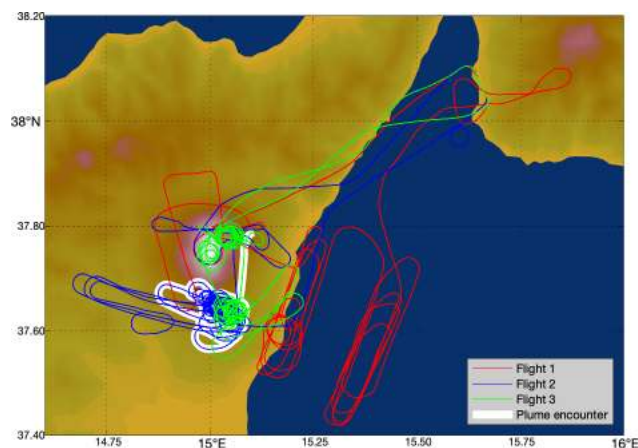 38.20
38°N
37.80
37.60
37.40
14.75
15°E
15.25
15.50
15.75
16°E
Flight 1
Flight 2
Flight 3
Plume encounter